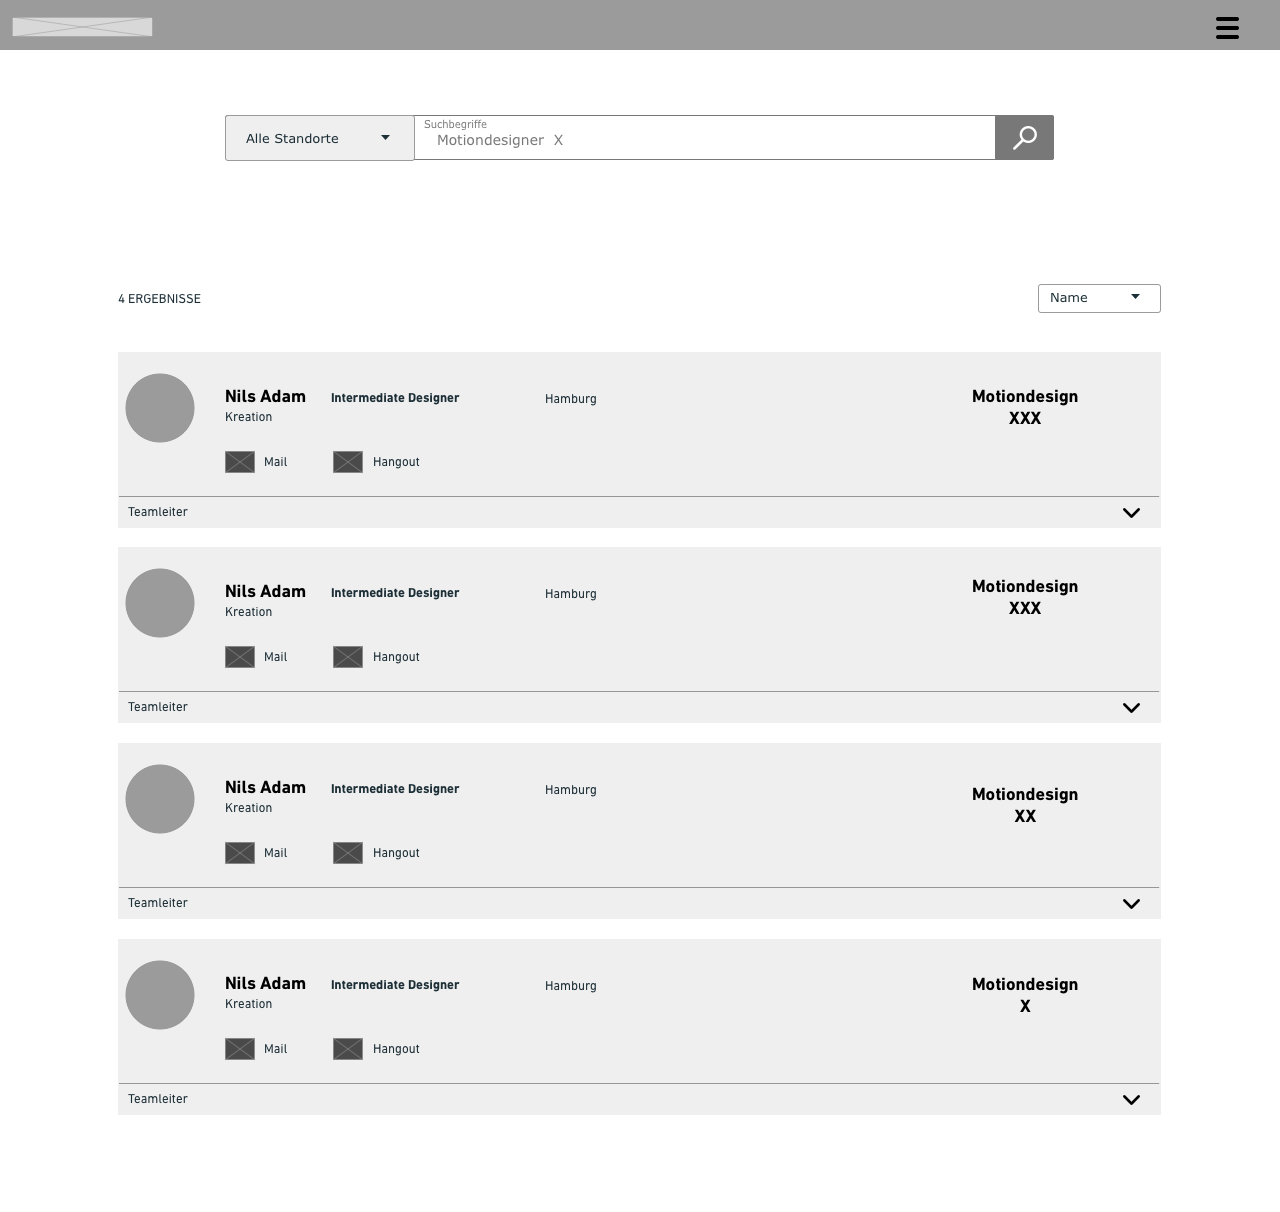 Alle Standorte
Suchbegriffe
Motiondesigner X
4 ERGEBNISSE
Name
Nils Adam Intermediate Designer Hamburg Motiondesign
Kreation XXX
Mail Hangout
Teamleiter
Nils Adam Intermediate Designer Hamburg Motiondesign
Kreation XXX
Mail Hangout
Teamleiter
Nils Adam Intermediate Designer Hamburg Motiondesign
Kreation XX
Mail Hangout
Teamleiter
Nils Adam Intermediate Designer Hamburg Motiondesign
Kreation X
Mail Hangout
Teamleiter